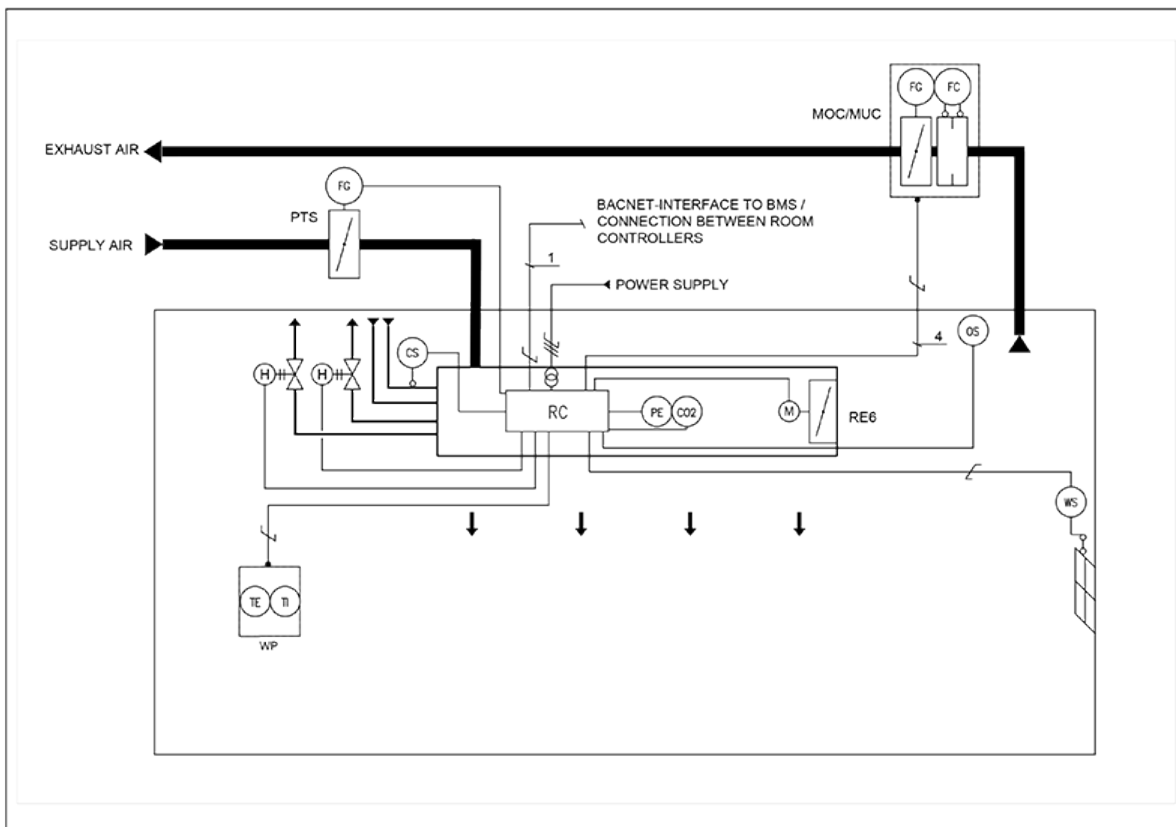 FG FC
MOC/MUC
EXHAUST AIR
FG
PTS
BACNET-INTERFACE TO BMS /
CONNECTION BETWEEN ROOM
CONTROLLERS
SUPPLY AIR
1
POWER SUPPLY
4
OS
CS
H
H
RC
PE CO2
M
RE6
WS
TE TI
WP